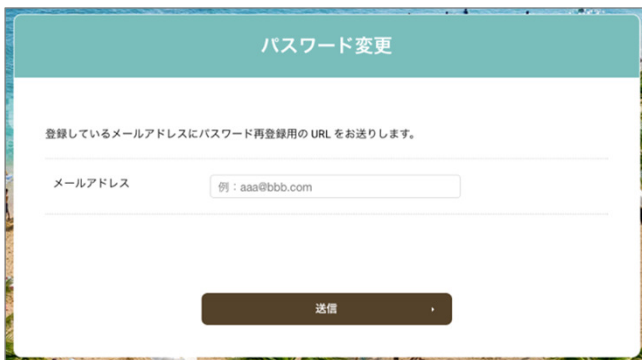 パスワード変更
登録しているメールアドレスにパスワード再登録用の URL をお送りします。
メールアドレス
例：aaa@bbb.com
送信